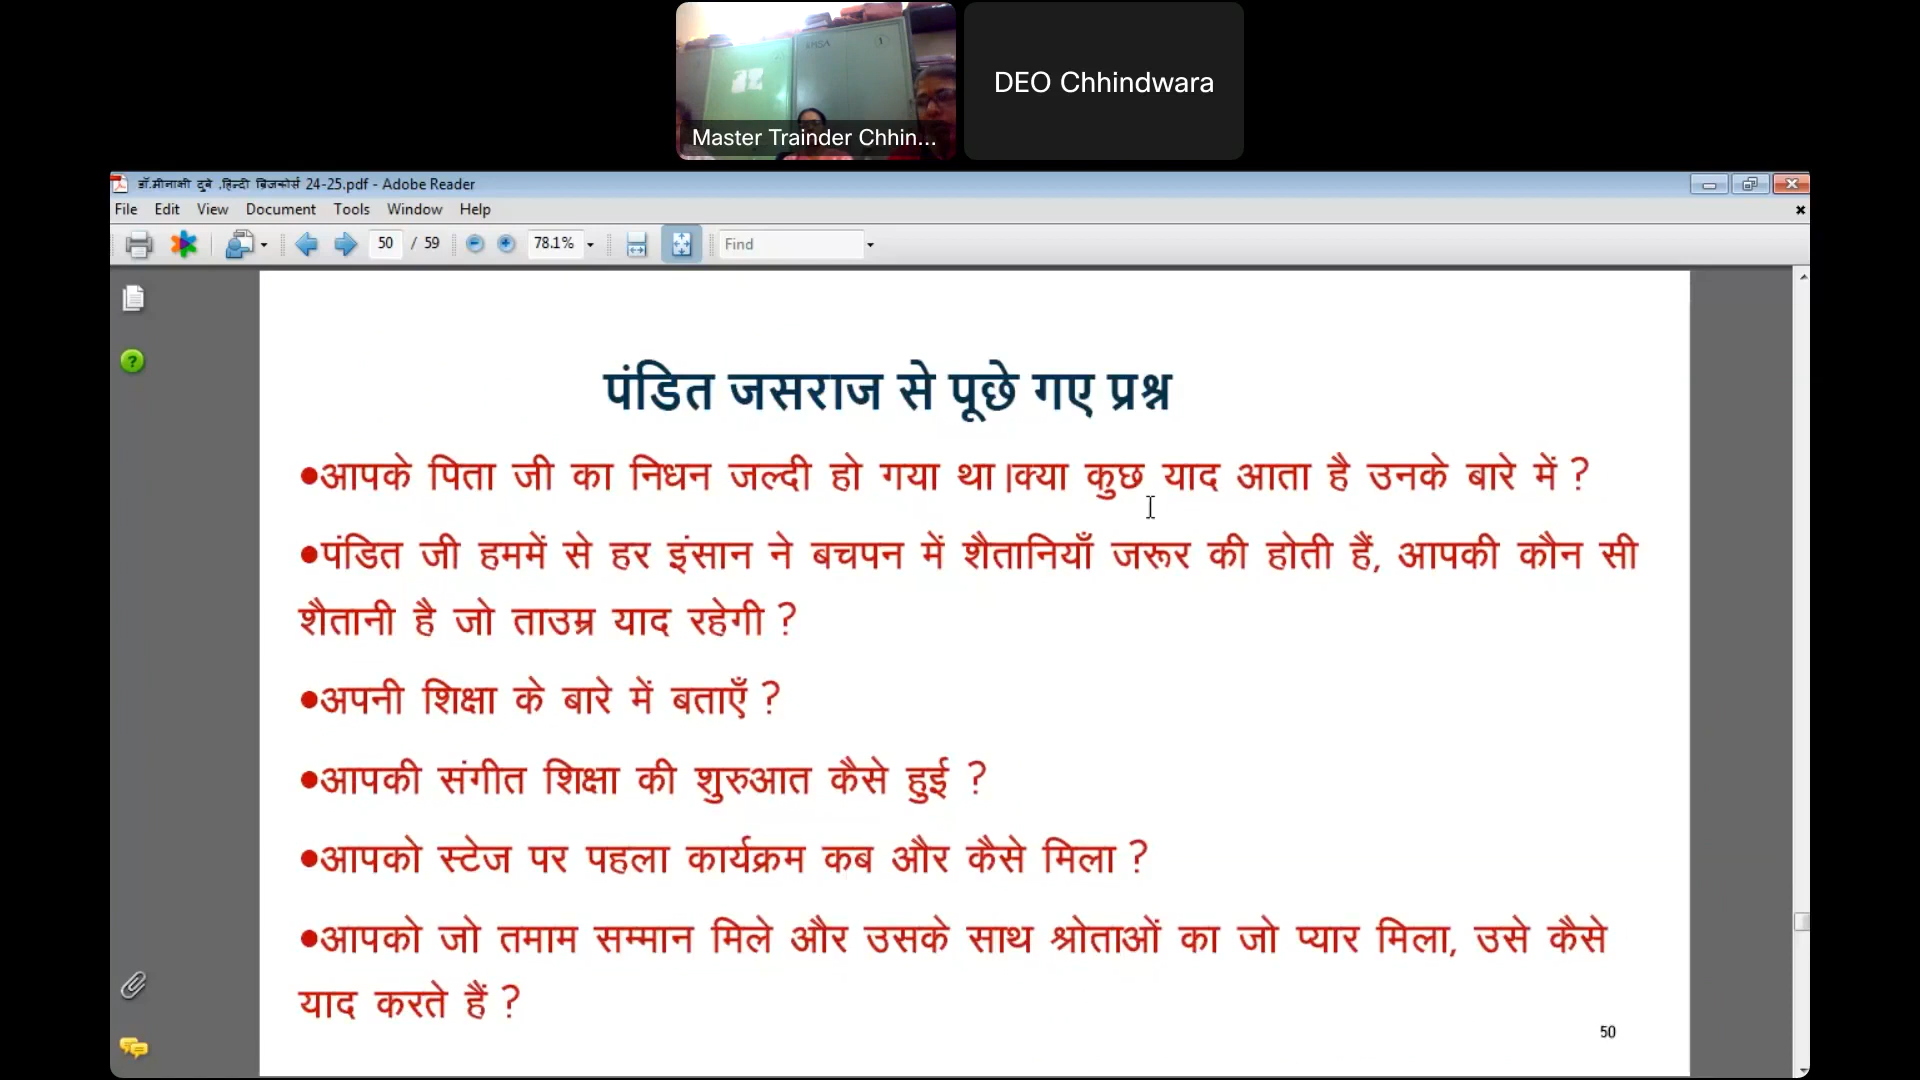 RMSA
1
Master Trainder Chhin...
DEO Chhindwara
डॉ.मीनाक्षी दुबे ,हिन्दी ब्रिजकोर्स 24-25.pdf - Adobe Reader
File Edit View Document Tools Window Help
50 / 59 78.1% Find
पंडित जसराज से पूछे गए प्रश्न
●आपके पिता जी का निधन जल्दी हो गया था।क्या कुछ याद आता है उनके बारे में ?
●पंडित जी हममें से हर इंसान ने बचपन में शैतानियाँ जरूर की होती हैं, आपकी कौन सी
शैतानी है जो ताउम्र याद रहेगी ?
●अपनी शिक्षा के बारे में बताएँ ?
●आपकी संगीत शिक्षा की शुरुआत कैसे हुई ?
●आपको स्टेज पर पहला कार्यक्रम कब और कैसे मिला ?
●आपको जो तमाम सम्मान मिले और उसके साथ श्रोताओं का जो प्यार मिला, उसे कैसे
याद करते हैं ?
50